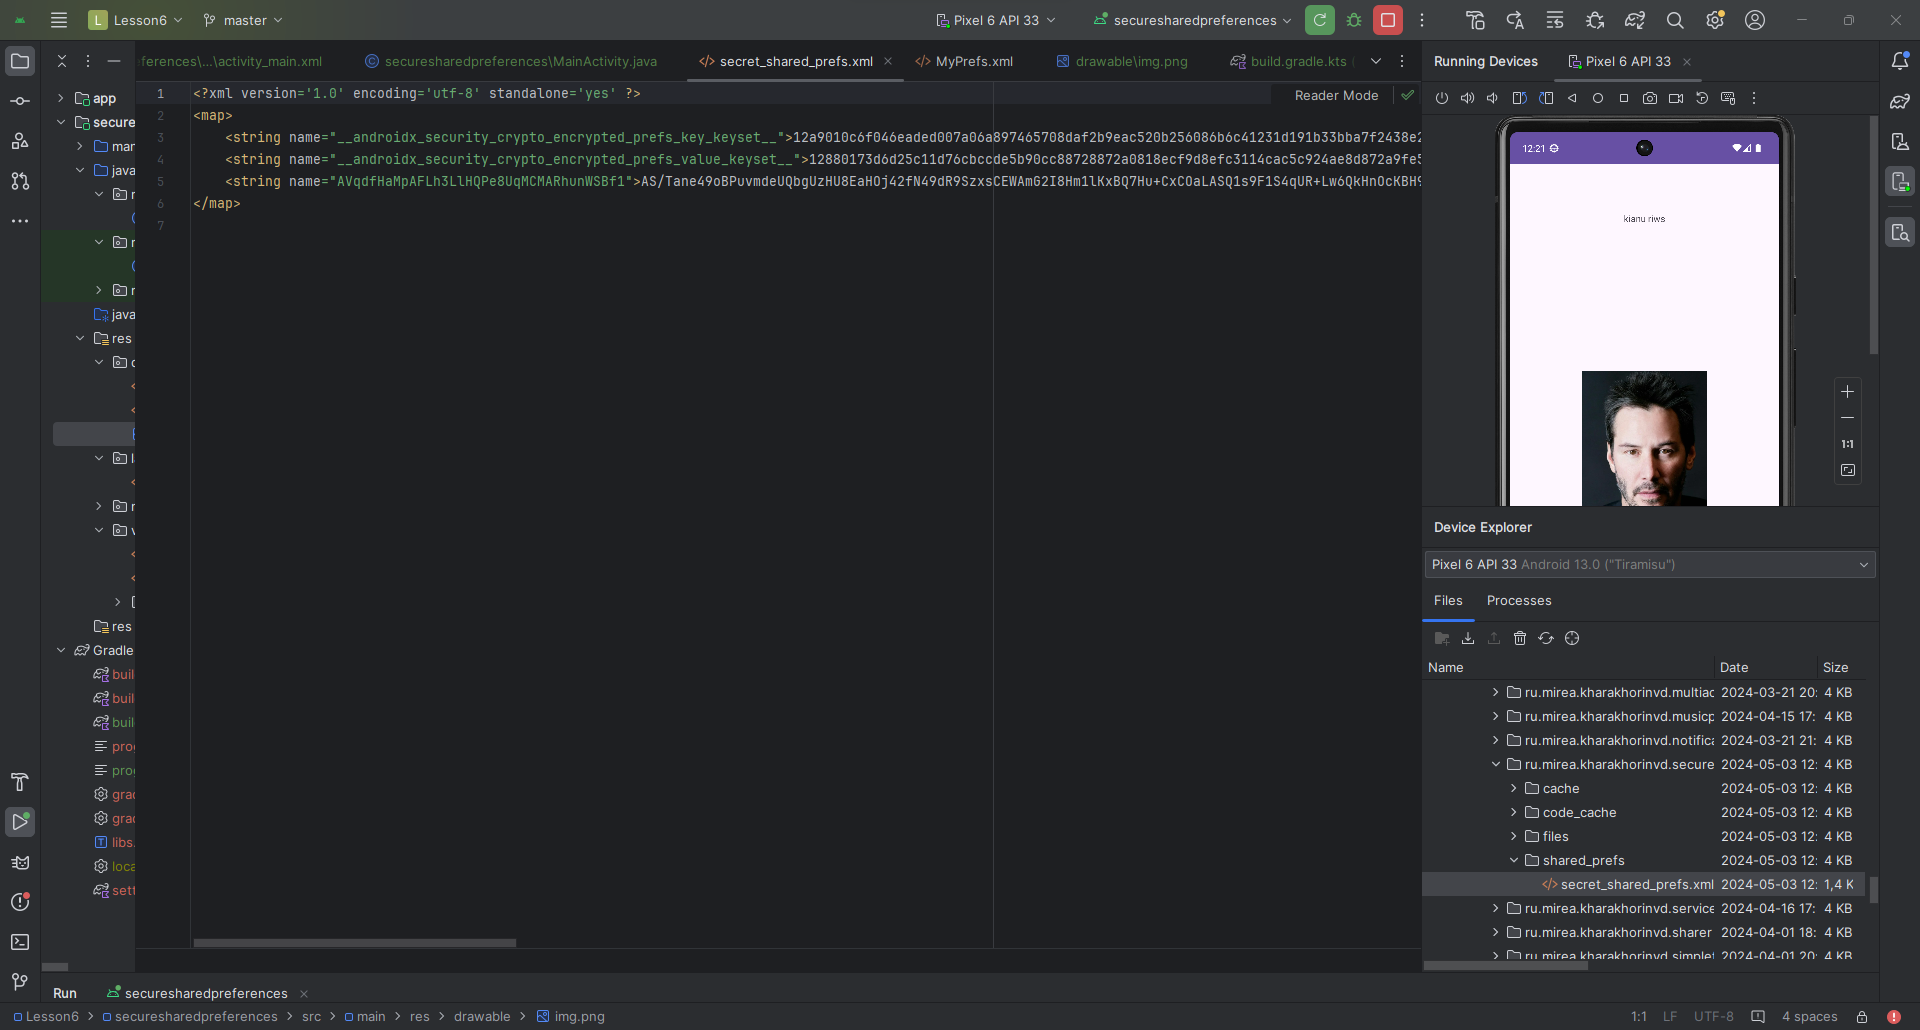 Lesson6
master
Pixel 6 API 33
securesharedpreferences
ferences\...\activity_main.xml
securesharedpreferences\MainActivity.java
secret_shared_prefs.xml
MyPrefs.xml
drawable\img.png
build.gradle.kts
Running Devices
Pixel 6 API 33
app
secure
mar
java
java
res
res
Gradle
1 <?xml version='1.0' encoding='utf-8' standalone='yes' ?>
2 <map>
3 <string name="__androidx_security_crypto_encrypted_prefs_key_keyset__">12a9010c6f046eaded007a06a897465708daf2b9eac520b256086b6c41231d191b33bba7f2438e2
4 <string name="__androidx_security_crypto_encrypted_prefs_value_keyset__">12880173d6d25c11d76cbccde5b90cc88728872a0818ecf9d8efc3114cac5c924ae8d872a9fe5
5 <string name="AVqdfHaMpAFLh3LlHQPe8UqMCMARhunWSBf1">AS/Tane49oBPuvmdeUQbgUzHU8EaHOj42fN49dR9SzxsCEWAmG2I8Hm1lKxBQ7Hu+CxCOaLASQ1s9F1S4qUR+Lw6QkHnOcKBH9
6 </map>
7
Reader Mode
12:21
kianu riws
1:1
Device Explorer
Pixel 6 API 33 Android 13.0 ("Tiramisu")
Files
Processes
Name Date Size
ru.mirea.kharakhorinvd.multiac 2024-03-21 20: 4 KB
ru.mirea.kharakhorinvd.musicp 2024-04-15 17: 4 KB
ru.mirea.kharakhorinvd.notifica 2024-03-21 21: 4 KB
ru.mirea.kharakhorinvd.secure 2024-05-03 12: 4 KB
cache 2024-05-03 12: 4 KB
code_cache 2024-05-03 12: 4 KB
files 2024-05-03 12: 4 KB
shared_prefs 2024-05-03 12: 4 KB
secret_shared_prefs.xml 2024-05-03 12: 1,4 K
ru.mirea.kharakhorinvd.service 2024-04-16 17: 4 KB
ru.mirea.kharakhorinvd.sharer 2024-04-01 18: 4 KB
ru.mirea.kharakhorinvd.simplef 2024-04-01 20: 4 KB
buil
buil
buil
prog
prog
grad
grad
libs.
loca
sett
Run
securesharedpreferences
Lesson6 > securesharedpreferences > src > main > res > drawable > img.png
1:1 LF UTF-8 4 spaces